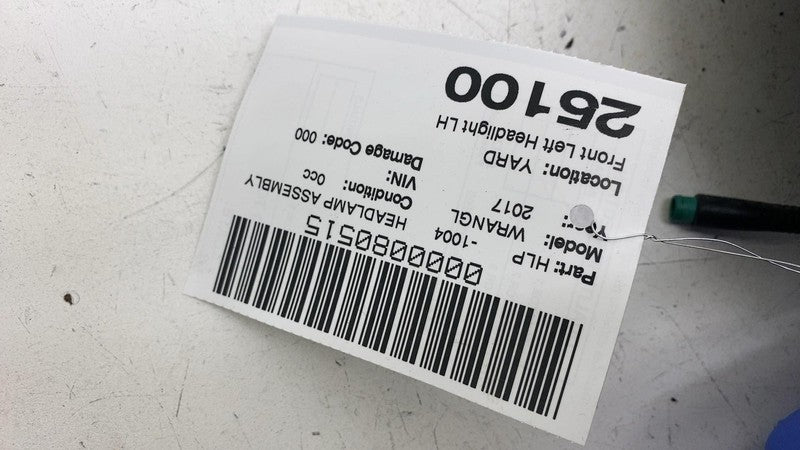 0000080515
Part: HLP -1004 HEADLAMP ASSEMBLY
Model: WRANGL Condition: 0cc
Year: 2017 VIN:
Location: YARD Damage Code: 000
Front Left Headlight LH
25100